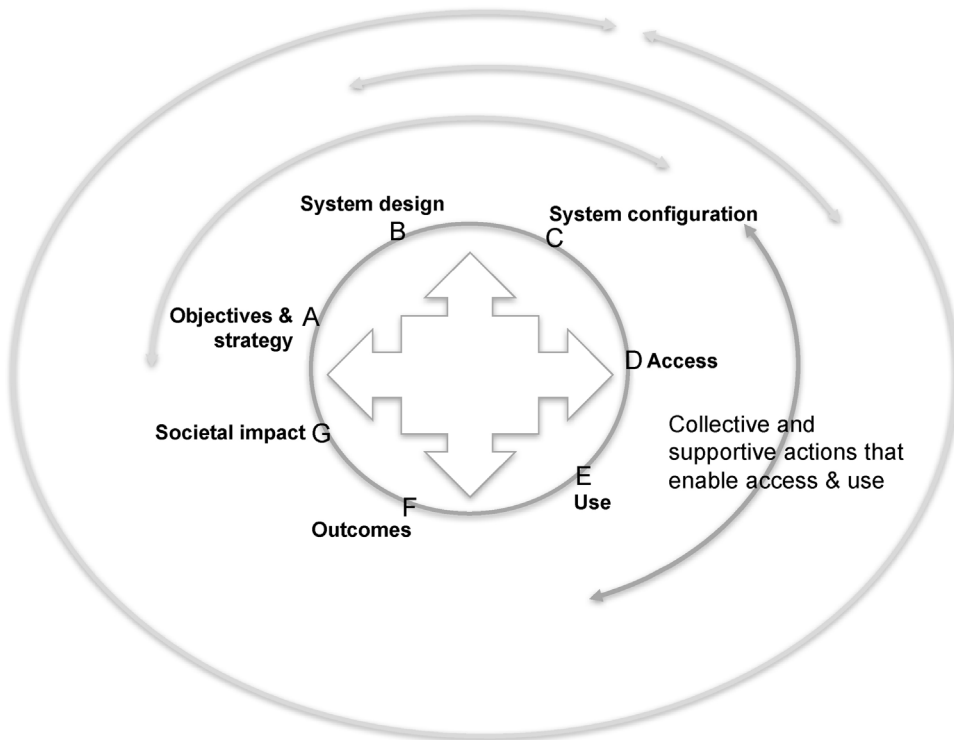 System design
B
System configuration
C
Objectives &
strategy
A
D Access
Societal impact G
Collective and
supportive actions that
enable access & use
E
Use
F
Outcomes